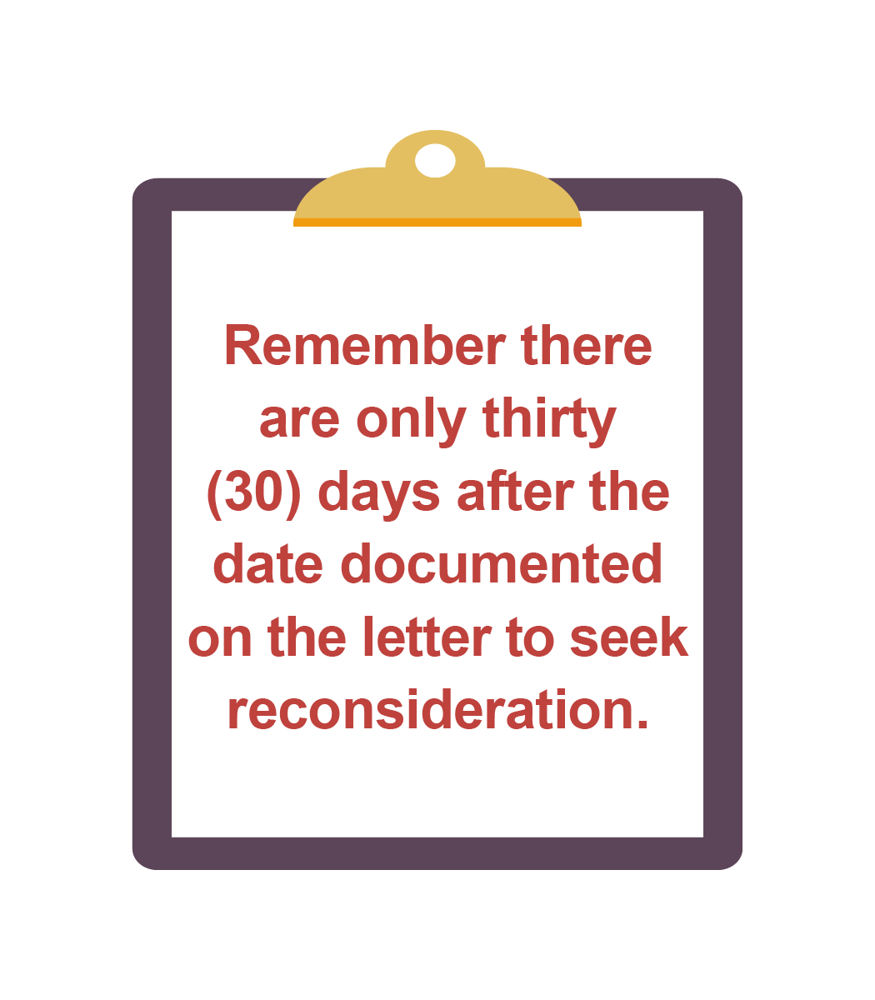 Remember there
are only thirty
(30) days after the
date documented
on the letter to seek
reconsideration.